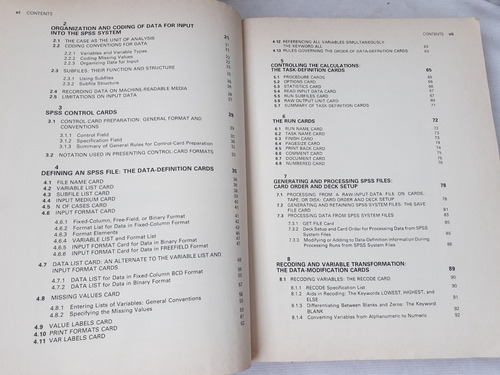 vi CONTENTS
2
ORGANIZATION AND CODING OF DATA FOR INPUT
INTO THE SPSS SYSTEM 21
2.1 THE CASE AS THE UNIT OF ANALYSIS
2.2 CODING CONVENTIONS FOR DATA
2.2.1 Variables and Variable Types
2.2.2 Coding Missing Values
2.2.3 Organizing Data for Input
2.3 SUBFILES: THEIR FUNCTION AND STRUCTURE
2.3.1 Using Subfiles
2.3.2 Subfile Structure
2.4 RECORDING DATA ON MACHINE-READABLE MEDIA
2.5 LIMITATIONS ON INPUT DATA
3
SPSS CONTROL CARDS 29
3.1 CONTROL-CARD PREPARATION: GENERAL FORMAT AND
CONVENTIONS
3.1.1 Control Field
3.1.2 Specification Field
3.1.3 Summary of General Rules for Control-Card Preparation
3.2 NOTATION USED IN PRESENTING CONTROL-CARD FORMATS
4
DEFINING AN SPSS FILE: THE DATA-DEFINITION CARDS 35
4.1 FILE NAME CARD
4.2 VARIABLE LIST CARD
4.3 SUBFILE LIST CARD
4.4 INPUT MEDIUM CARD
4.5 N OF CASES CARD
4.6 INPUT FORMAT CARD
4.6.1 Fixed-Column, Free-Field, or Binary Format
4.6.2 Format List for Data in Fixed-Column Format
4.6.3 Format Elements
4.6.4 VARIABLE LIST and Format List
4.6.5 INPUT FORMAT Card for Data in Binary Format
4.6.6 INPUT FORMAT Card for Data in FREEFIELD Format
4.7 DATA LIST CARD: AN ALTERNATE TO THE VARIABLE LIST AND
INPUT FORMAT CARDS
4.7.1 DATA LIST for Data in Fixed-Column BCD Format
4.7.2 DATA LIST for Data in Binary Format
4.8 MISSING VALUES CARD
4.8.1 Entering Lists of Variables: General Conventions
4.8.2 Specifying the Missing Values
4.9 VALUE LABELS CARD
4.10 PRINT FORMATS CARD
4.11 VAR LABELS CARD
CONTENTS vii
4.12 REFERENCING ALL VARIABLES SIMULTANEOUSLY:
THE KEYWORD ALL 63
4.13 RULES GOVERNING THE ORDER OF DATA-DEFINITION CARDS 63
5
CONTROLLING THE CALCULATIONS:
THE TASK-DEFINITION CARDS 65
5.1 PROCEDURE CARDS
5.2 OPTIONS CARD
5.3 STATISTICS CARD
5.4 READ INPUT DATA CARD
5.5 RUN SUBFILES CARD
5.6 RAW OUTPUT UNIT CARD
5.7 SUMMARY OF TASK-DEFINITION CARDS 71
6
THE RUN CARDS 72
6.1 RUN NAME CARD 72
6.2 TASK NAME CARD
6.3 FINISH CARD
6.4 PAGESIZE CARD
6.5 PRINT BACK CARD
6.6 COMMENT CARD
6.7 DOCUMENT CARD
6.8 NUMBERED CARD
7
GENERATING AND PROCESSING SPSS FILES:
CARD ORDER AND DECK SETUP 78
7.1 PROCESSING FROM A RAW-INPUT-DATA FILE ON CARDS,
TAPE, OR DISK: CARD ORDER AND DECK SETUP
7.2 GENERATING AND RETAINING SPSS SYSTEM FILES: THE SAVE
FILE CARD
7.3 PROCESSING DATA FROM SPSS SYSTEM FILES 83
7.3.1 GET FILE Card
7.3.2 Deck Setup and Card Order for Processing Data from SPSS
System Files
7.3.3 Modifying or Adding to Data-Definition Information During
Processing Runs from SPSS System Files
8
RECODING AND VARIABLE TRANSFORMATION:
THE DATA-MODIFICATION CARDS 89
8.1 RECODING VARIABLES: THE RECODE CARD 90
8.1.1 RECODE Specification List 90
8.1.2 Aids in Recoding: The Keywords LOWEST, HIGHEST, and
ELSE 91
8.1.3 Differentiating Between Blanks and Zeros: The Keyword
BLANK 92
8.1.4 Converting Variables from Alphanumeric to Numeric 92